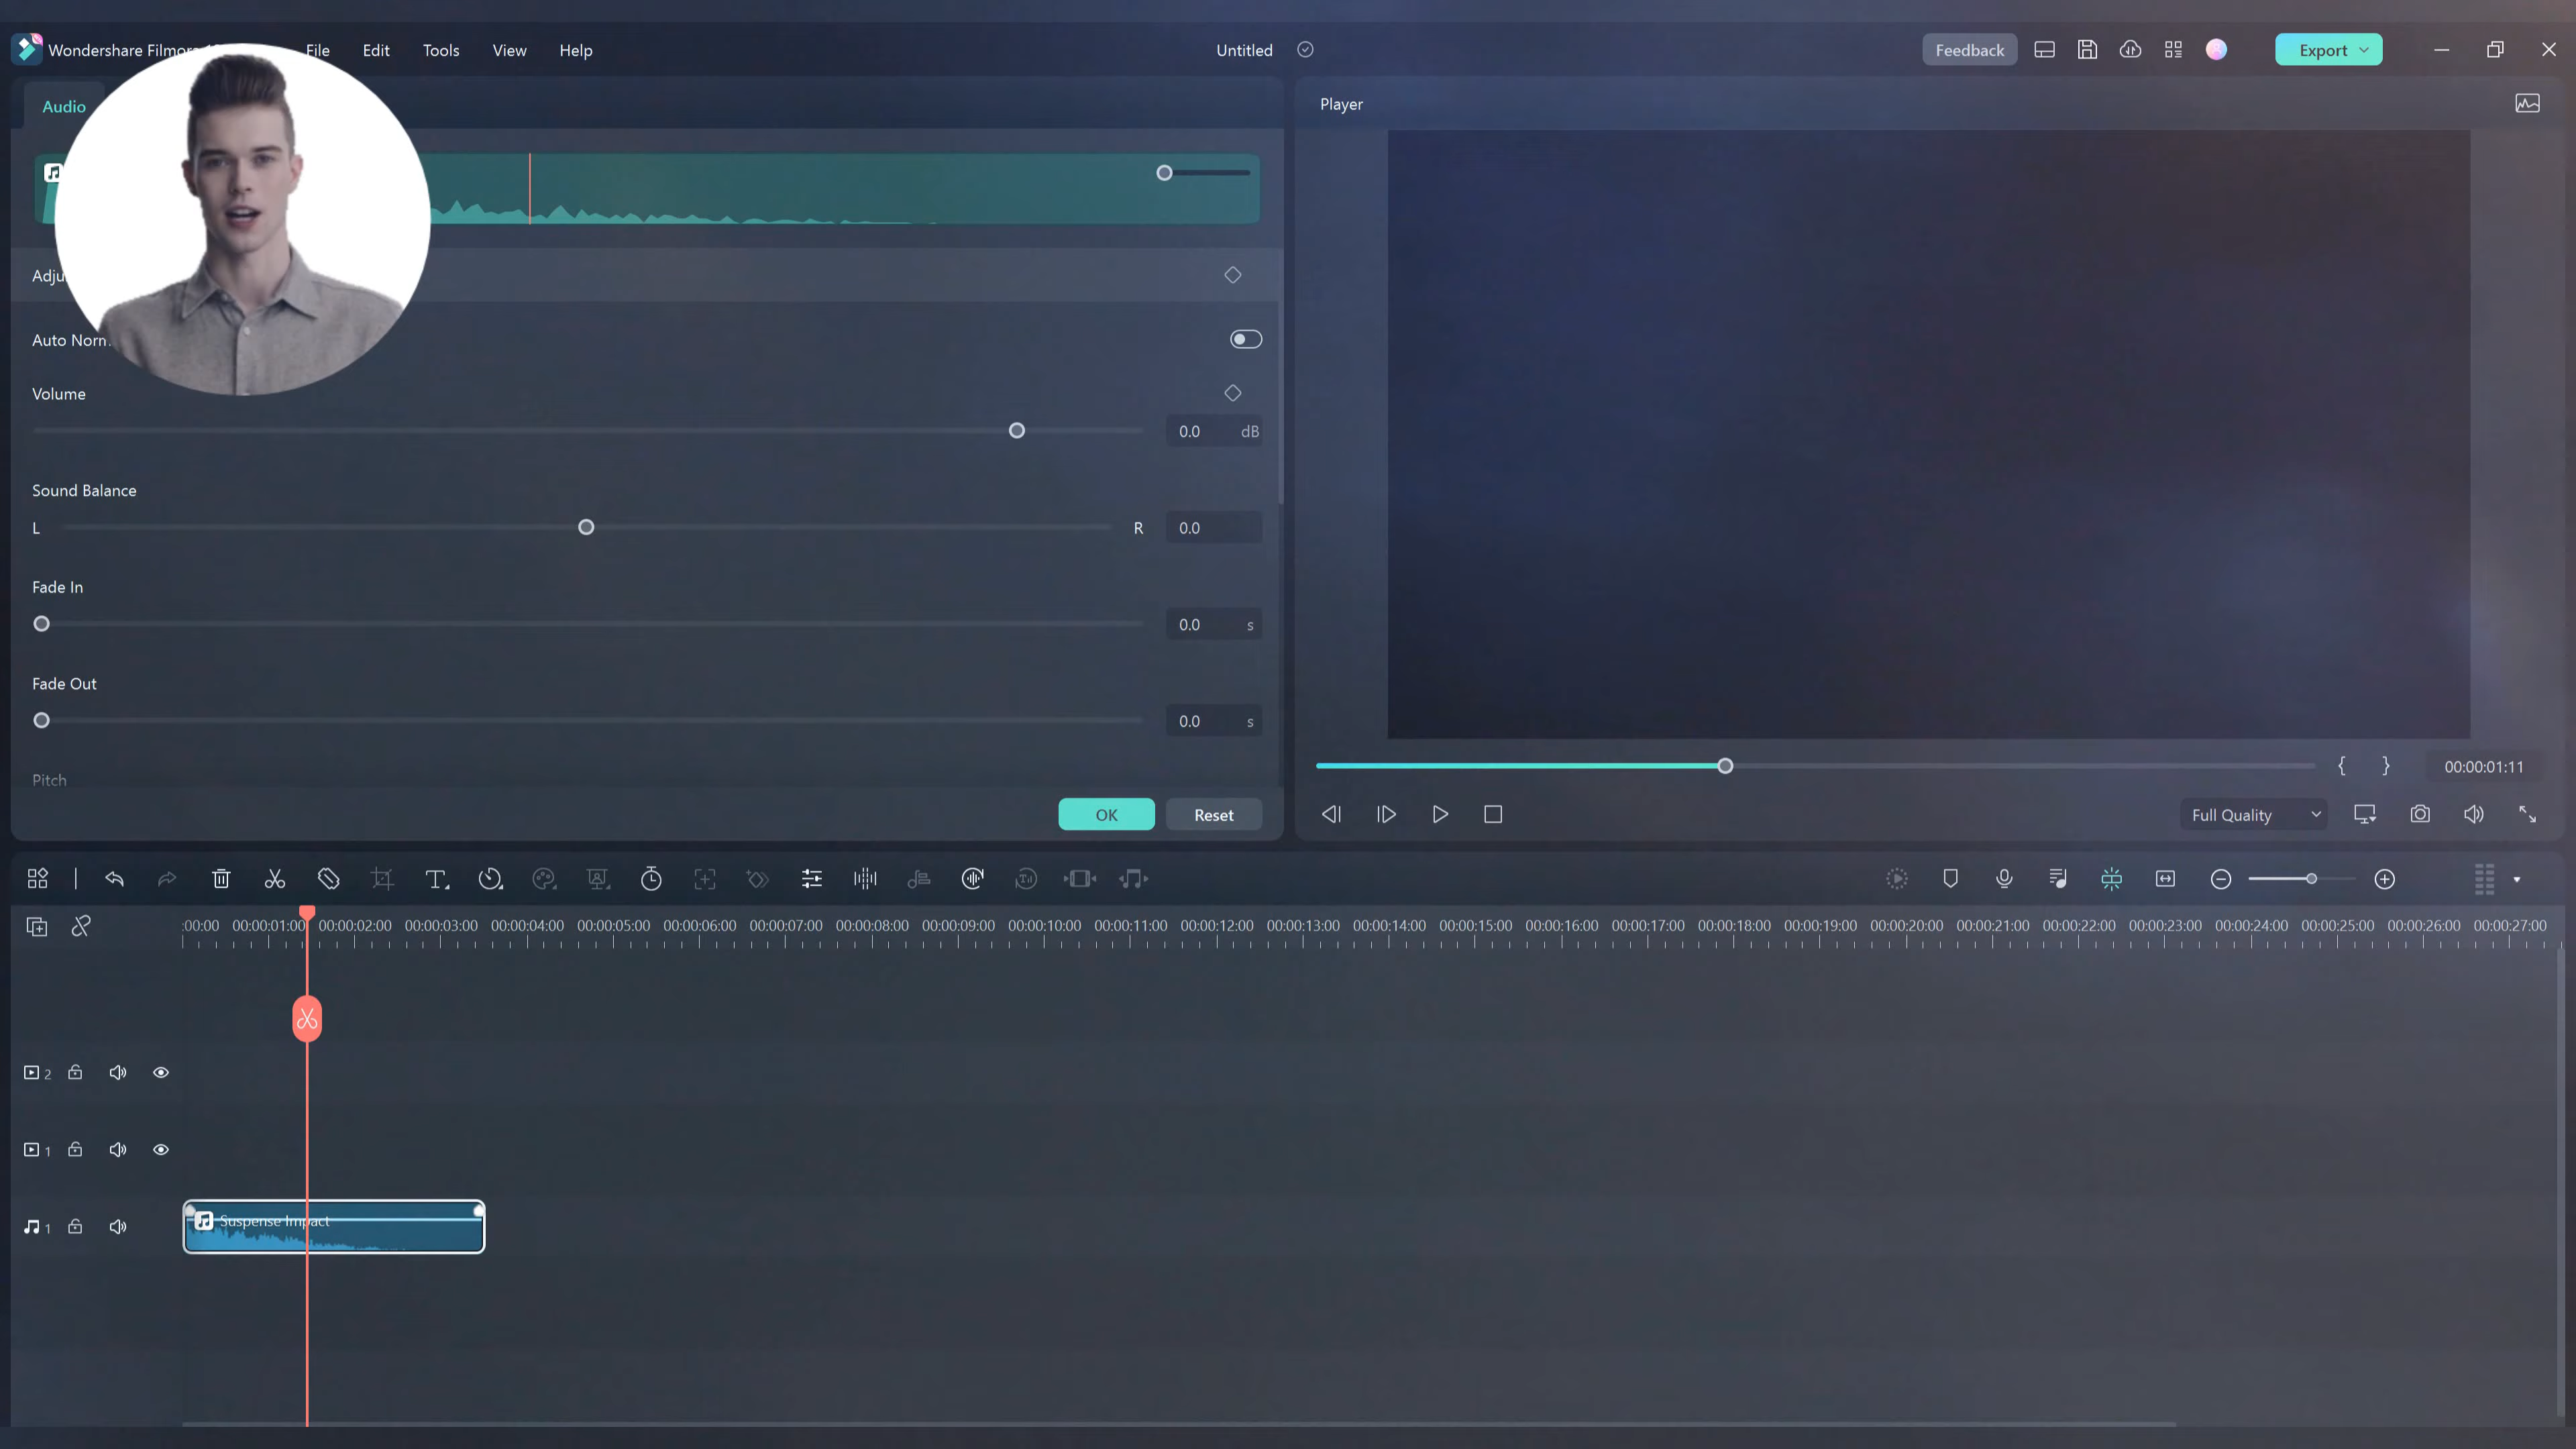 Wondershare Filmora File Edit Tools View Help Untitled Feedback Export
Audio
Player
Auto
Volume
0.0 dB
Sound Balance
L R 0.0
Fade In
0.0 s
Fade Out
0.0 s
Pitch
OK Reset
00:00:01:11
Full Quality
:00:00 00:00:01:00 00:00:02:00 00:00:03:00 00:00:04:00 00:00:05:00 00:00:06:00 00:00:07:00 00:00:08:00 00:00:09:00 00:00:10:00 00:00:11:00 00:00:12:00 00:00:13:00 00:00:14:00 00:00:15:00 00:00:16:00 00:00:17:00 00:00:18:00 00:00:19:00 00:00:20:00 00:00:21:00 00:00:22:00 00:00:23:00 00:00:24:00 00:00:25:00 00:00:26:00 00:00:27:00
2
1
1 Suspense Impact